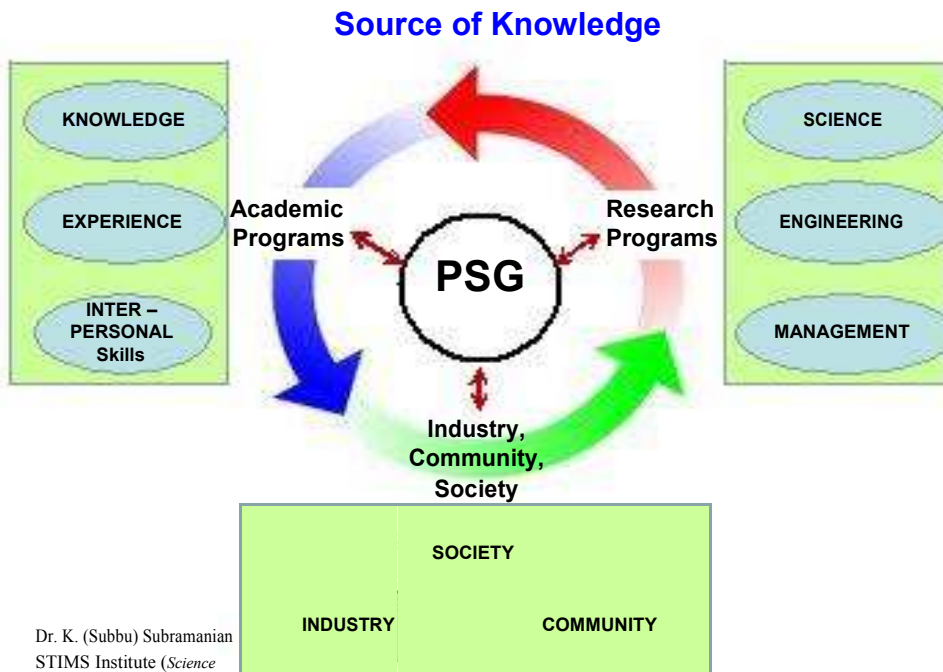 Source of Knowledge
KNOWLEDGE
EXPERIENCE
INTER –
PERSONAL
Skills
Academic
Programs
PSG
Research
Programs
SCIENCE
ENGINEERING
MANAGEMENT
Industry,
Community,
Society
SOCIETY
INDUSTRY
COMMUNITY
Dr. K. (Subbu) Subramanian
STIMS Institute (Science